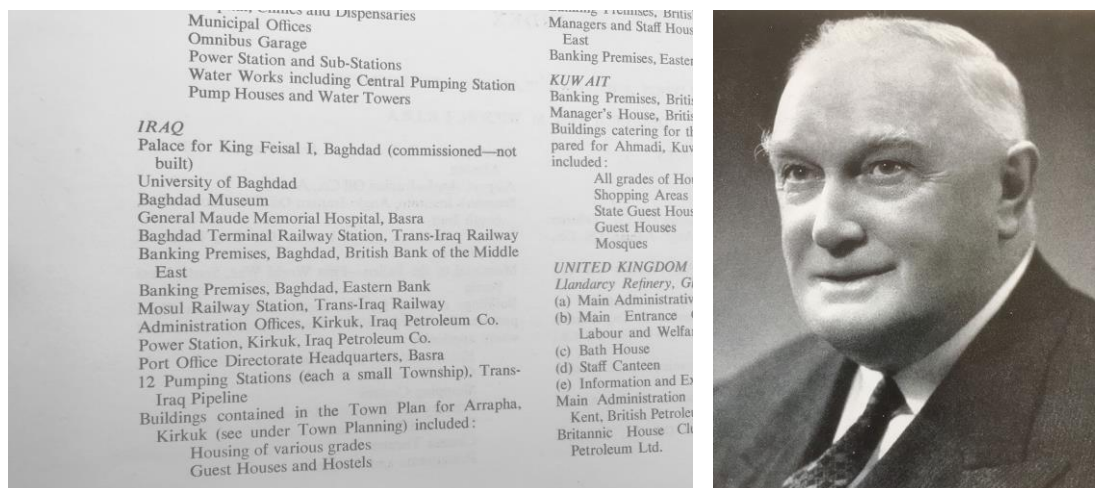 Clinics and Dispensaries
Municipal Offices
Omnibus Garage
Power Station and Sub-Stations
Water Works including Central Pumping Station
Pump Houses and Water Towers
IRAQ
Palace for King Feisal I, Baghdad (commissioned—not
built)
University of Baghdad
Baghdad Museum
General Maude Memorial Hospital, Basra
Baghdad Terminal Railway Station, Trans-Iraq Railway
Banking Premises, Baghdad, British Bank of the Middle
East
Banking Premises, Baghdad, Eastern Bank
Mosul Railway Station, Trans-Iraq Railway
Administration Offices, Kirkuk, Iraq Petroleum Co.
Power Station, Kirkuk, Iraq Petroleum Co.
Port Office Directorate Headquarters, Basra
12 Pumping Stations (each a small Township), Trans-
Iraq Pipeline
Buildings contained in the Town Plan for Arrapha,
Kirkuk (see under Town Planning) included:
Housing of various grades
Guest Houses and Hostels
Banking Premises, Britis
Managers and Staff Hous
East
Banking Premises, Easter
KUWAIT
Banking Premises, Britis
Manager's House, Britis
Buildings catering for th
pared for Ahmadi, Kuw
included:
All grades of Hou
Shopping Areas
State Guest Hous
Guest Houses
Mosques
UNITED KINGDOM
Llandarcy Refinery, G
(a) Main Administrativ
(b) Main Entrance
Labour and Welfar
(c) Bath House
(d) Staff Canteen
(e) Information and Ex
Main Administration
Kent, British Petrole
Britannic House Clu
Petroleum Ltd.